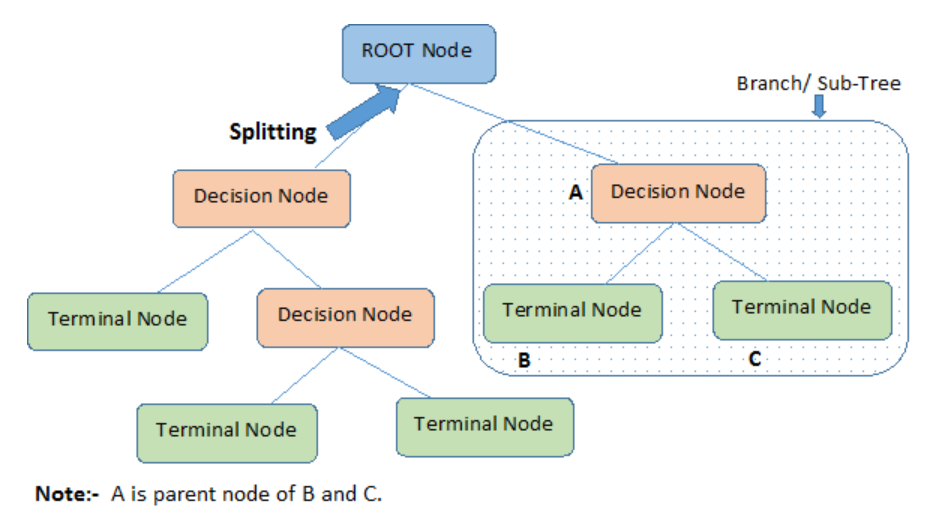 ROOT Node
Branch/ Sub-Tree
Splitting
Decision Node
A
Decision Node
Terminal Node
Decision Node
Terminal Node
Terminal Node
B
C
Terminal Node
Terminal Node
Note:- A is parent node of B and C.